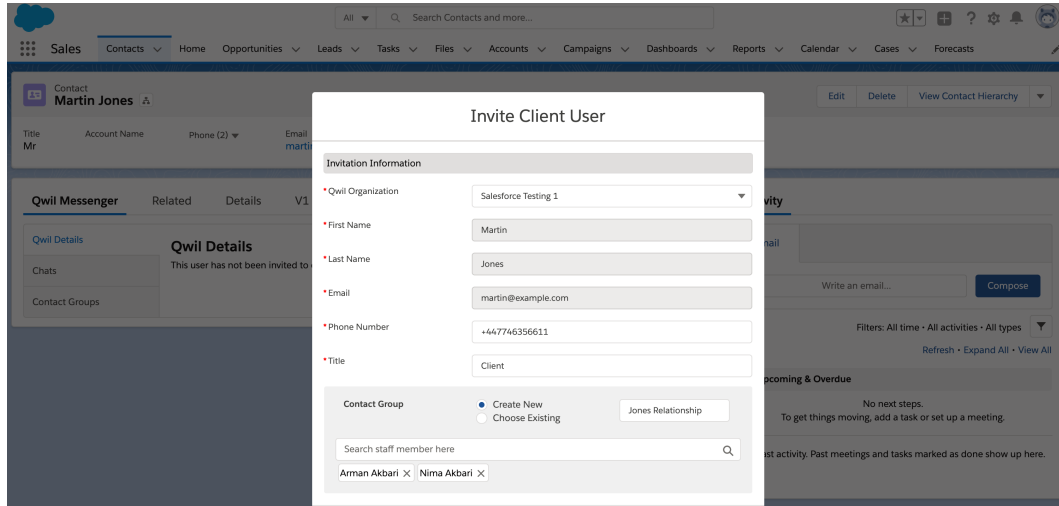 All
Search Contacts and more...
Sales
Contacts
Home
Opportunities
Leads
Tasks
Files
Accounts
Campaigns
Dashboards
Reports
Calendar
Cases
Forecasts
Contact
Martin Jones
Edit
Delete
View Contact Hierarchy
Title
Mr
Account Name
Phone (2)
Email
Qwil Messenger
Related
Details
V1
Qwil Details
Chats
Contact Groups
Qwil Details
This user has not been invited to
Invite Client User
Invitation Information
*Qwil Organization
Salesforce Testing 1
*First Name
Martin
*Last Name
Jones
*Email
martin@example.com
*Phone Number
+447746356611
*Title
Client
Contact Group
Create New
Choose Existing
Jones Relationship
Search staff member here
Arman Akbari
Nima Akbari
Write an email...
Compose
Filters: All time • All activities • All types
Refresh • Expand All • View All
& Overdue
No next steps.
To get things moving, add a task or set up a meeting.
activity. Past meetings and tasks marked as done show up here.